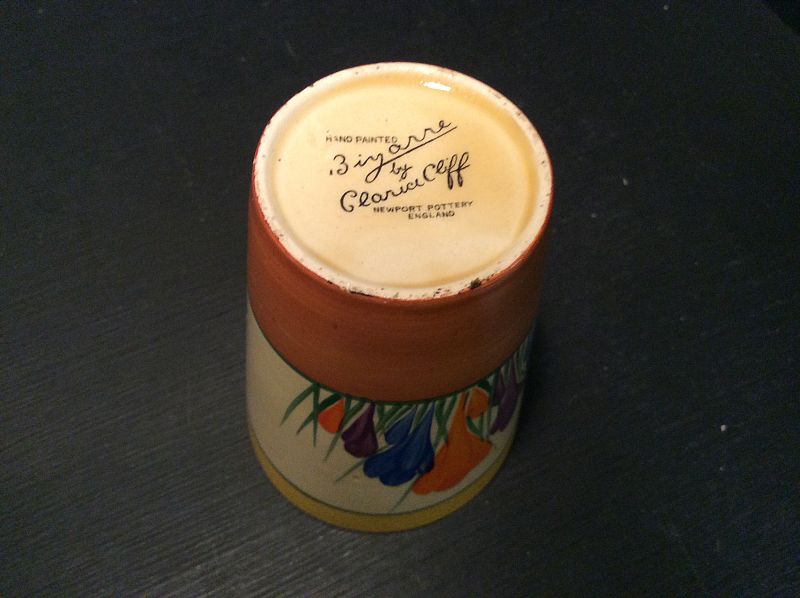 HAND PAINTED
Bizarre
by
Clarice Cliff
NEWPORT POTTERY
ENGLAND